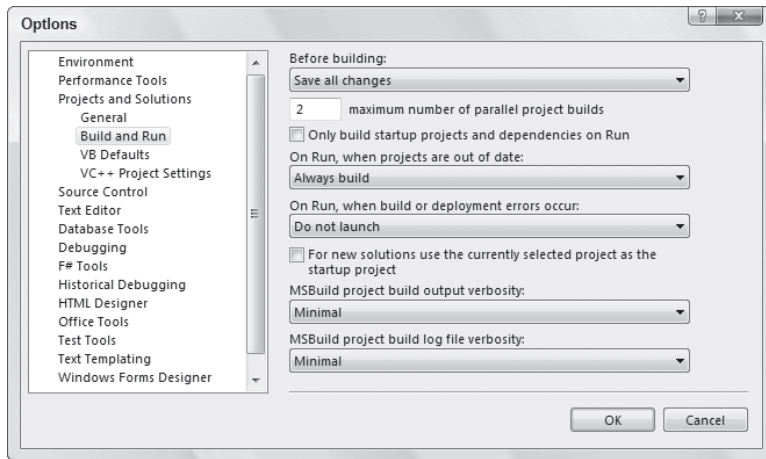 Options
Environment
Performance Tools
Projects and Solutions
General
Build and Run
VB Defaults
VC++ Project Settings
Source Control
Text Editor
Database Tools
Debugging
F# Tools
Historical Debugging
HTML Designer
Office Tools
Test Tools
Text Templating
Windows Forms Designer
Before building:
Save all changes
2 maximum number of parallel project builds
Only build startup projects and dependencies on Run
On Run, when projects are out of date:
Always build
On Run, when build or deployment errors occur:
Do not launch
For new solutions use the currently selected project as the
startup project
MSBuild project build output verbosity:
Minimal
MSBuild project build log file verbosity:
Minimal
OK Cancel